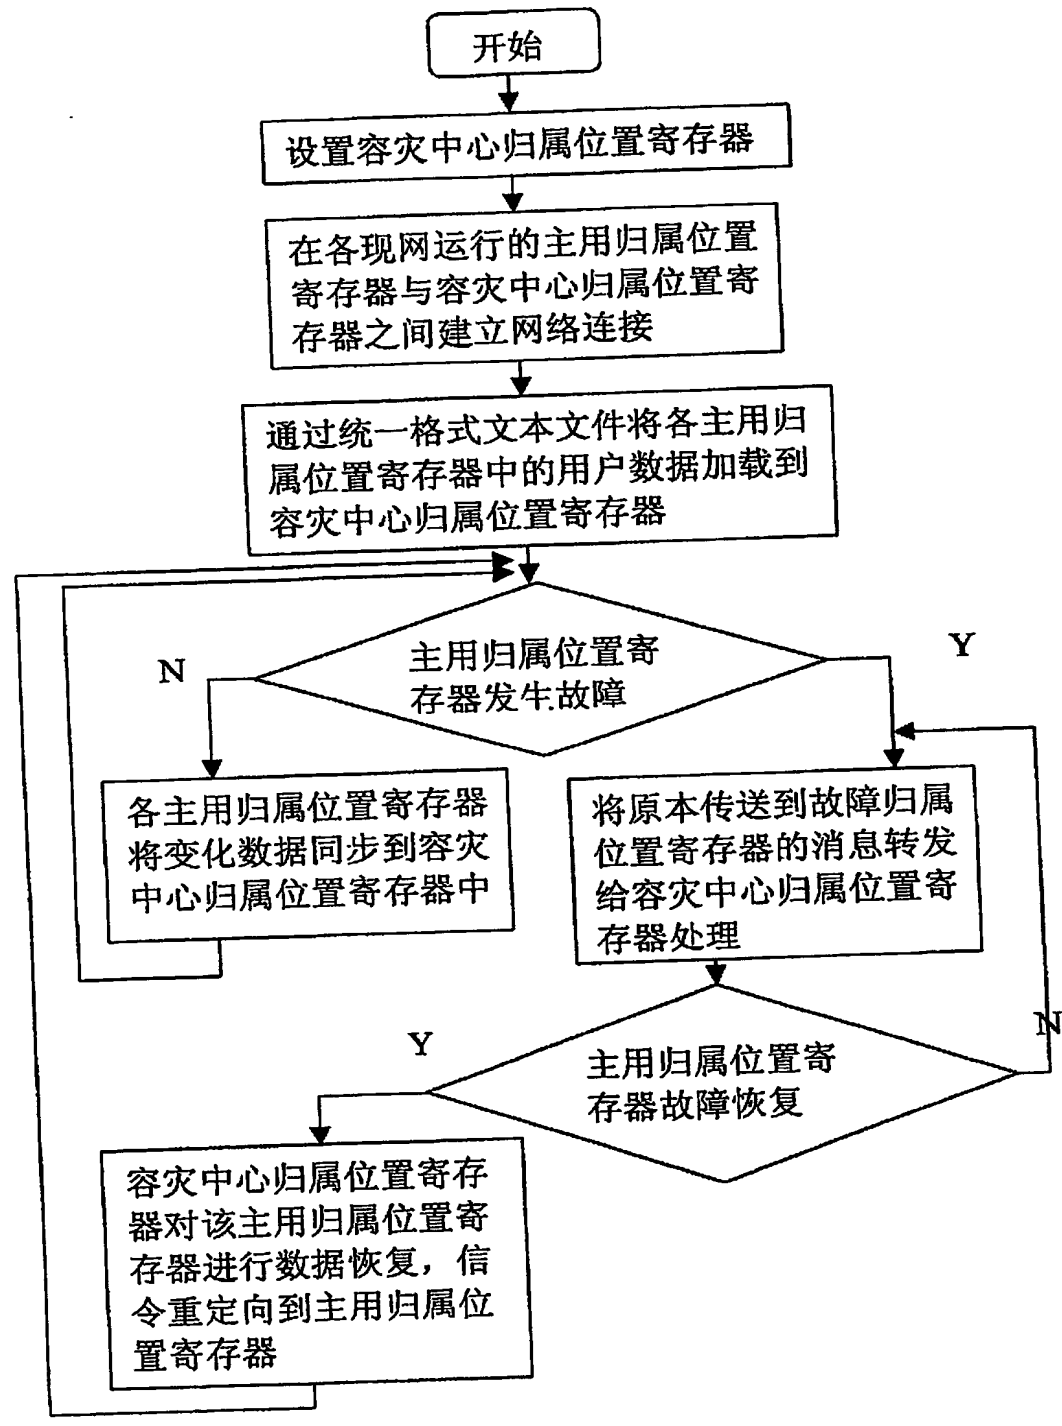 开始
设置容灾中心归属位置寄存器
在各现网运行的主用归属位置
寄存器与容灾中心归属位置寄
存器之间建立网络连接
通过统一格式文本文件将各主用归
属位置寄存器中的用户数据加载到
容灾中心归属位置寄存器
主用归属位置寄
存器发生故障
N
Y
各主用归属位置寄存器
将变化数据同步到容灾
中心归属位置寄存器中
将原本传送到故障归属
位置寄存器的消息转发
给容灾中心归属位置寄
存器处理
主用归属位置寄
存器故障恢复
Y
N
容灾中心归属位置寄存
器对该主用归属位置寄
存器进行数据恢复，信
令重定向到主用归属位
置寄存器